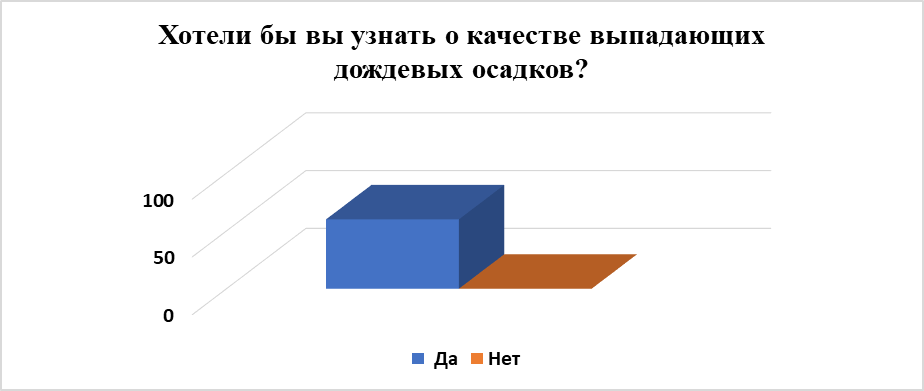 Хотели бы вы узнать о качестве выпадающих
дождевых осадков?
100
50
0
Да Нет